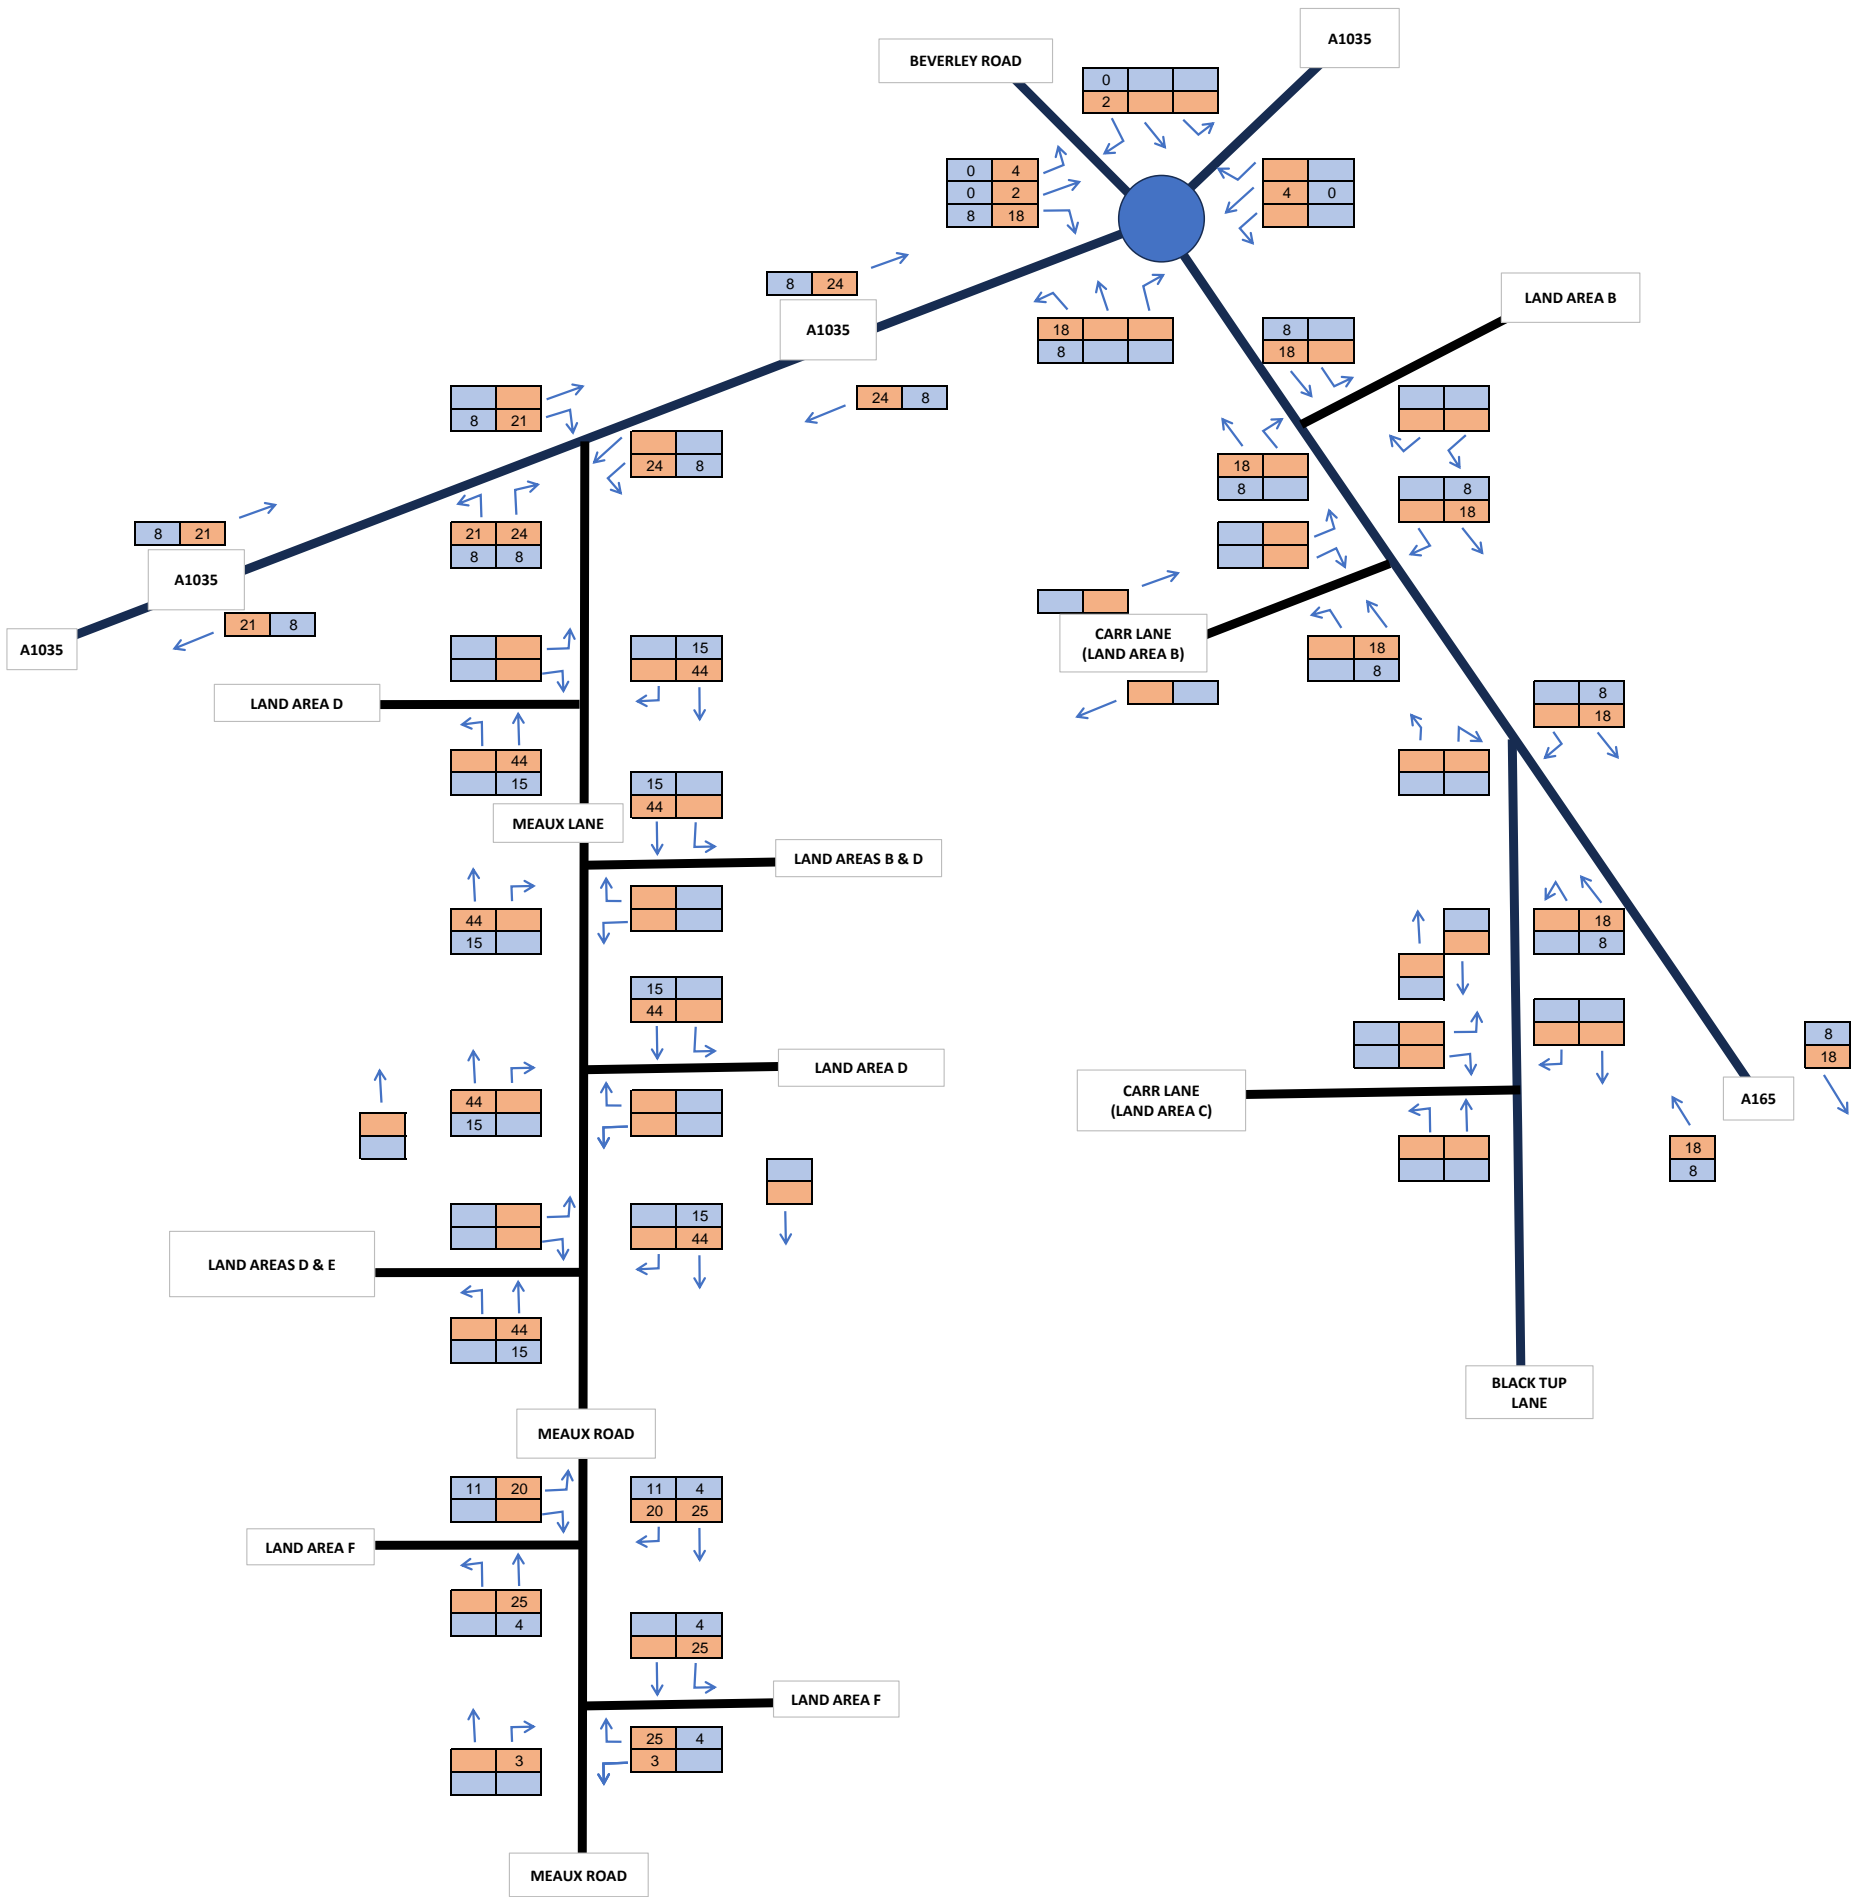 A1035
BEVERLEY ROAD
0
2
0 4
0 2
8 18
4 0
8 24
LAND AREA B
A1035
18
8
8
18
24 8
8 21
24 8
18
8
8
18
8 21
21 24
8 8
A1035
21 8
A1035
CARR LANE
(LAND AREA B)
18
8
15
44
LAND AREA D
8
18
44
15
15
44
MEAUX LANE
LAND AREAS B & D
44
15
18
8
15
44
8
18
LAND AREA D
44
15
CARR LANE
(LAND AREA C)
A165
18
8
15
44
LAND AREAS D & E
44
15
BLACK TUP
LANE
MEAUX ROAD
11 20
11 4
20 25
LAND AREA F
25
4
4
25
LAND AREA F
25 4
3
3
MEAUX ROAD